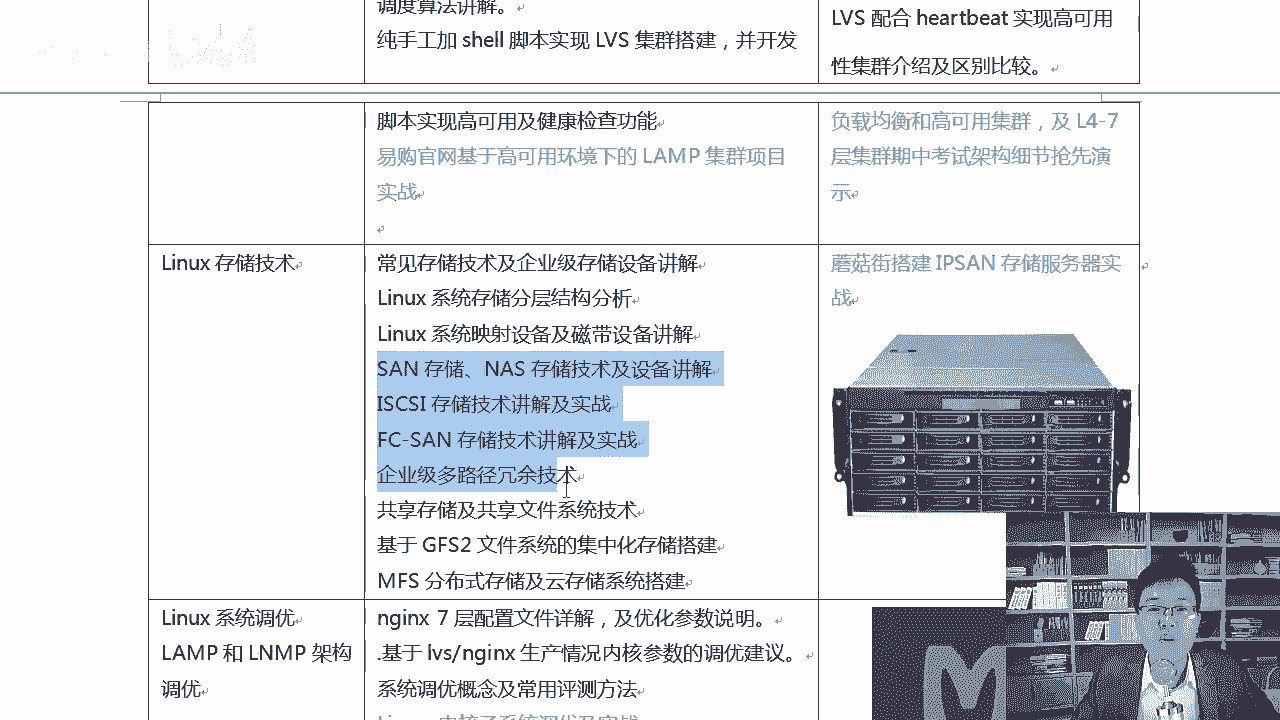 调度算法讲解。
纯手工加 shell 脚本实现 LVS 集群搭建，并开发
LVS 配合 heartbeat 实现高可用
性集群介绍及区别比较。
脚本实现高可用及健康检查功能
易购官网基于高可用环境下的 LAMP 集群项目
实战
负载均衡和高可用集群，及 L4-7
层集群期中考试架构细节抢先演
示
Linux 存储技术
常见存储技术及企业级存储设备讲解
Linux 系统存储分层结构分析
Linux 系统映射设备及磁带设备讲解
SAN 存储、NAS 存储技术及设备讲解
ISCSI 存储技术讲解及实战
FC-SAN 存储技术讲解及实战
企业级多路径冗余技术
共享存储及共享文件系统技术
基于 GFS2 文件系统的集中化存储搭建
MFS 分布式存储及云存储系统搭建
蘑菇街搭建 IPSAN 存储服务器实
战
Linux 系统调优
LAMP 和 LNMP 架构
调优
nginx 7 层配置文件详解，及优化参数说明。
.基于 lvs/nginx 生产情况内核参数的调优建议。
系统调优概念及常用评测方法
Linux 内核子系统调优及实战
M